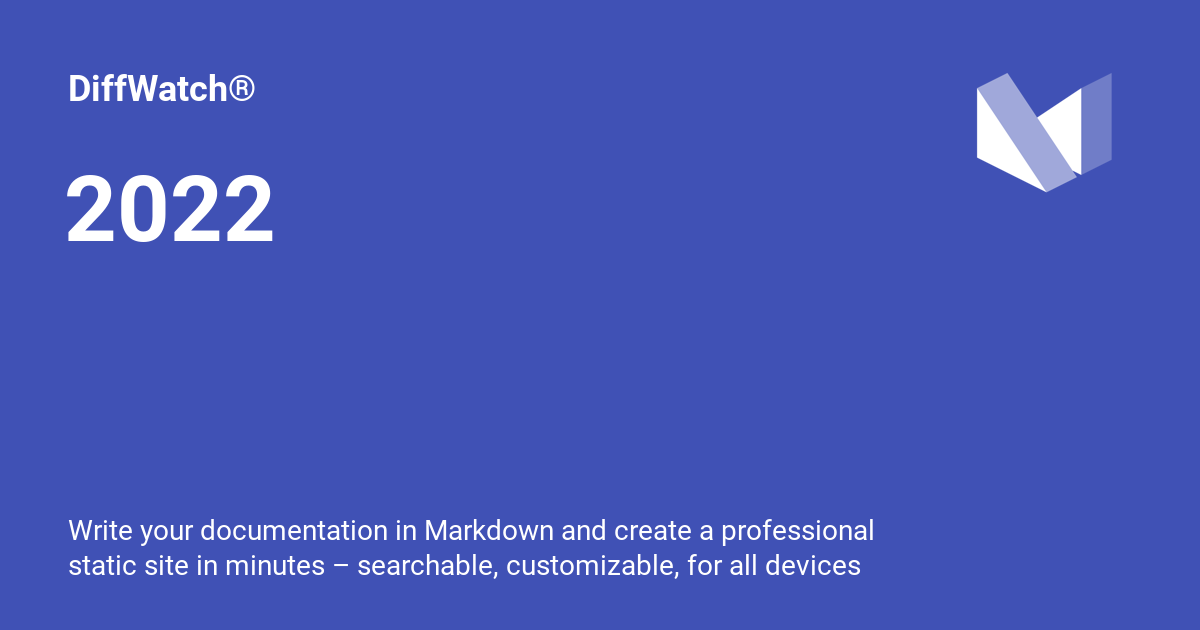 DiffWatch®
2022
Write your documentation in Markdown and create a professional
static site in minutes – searchable, customizable, for all devices